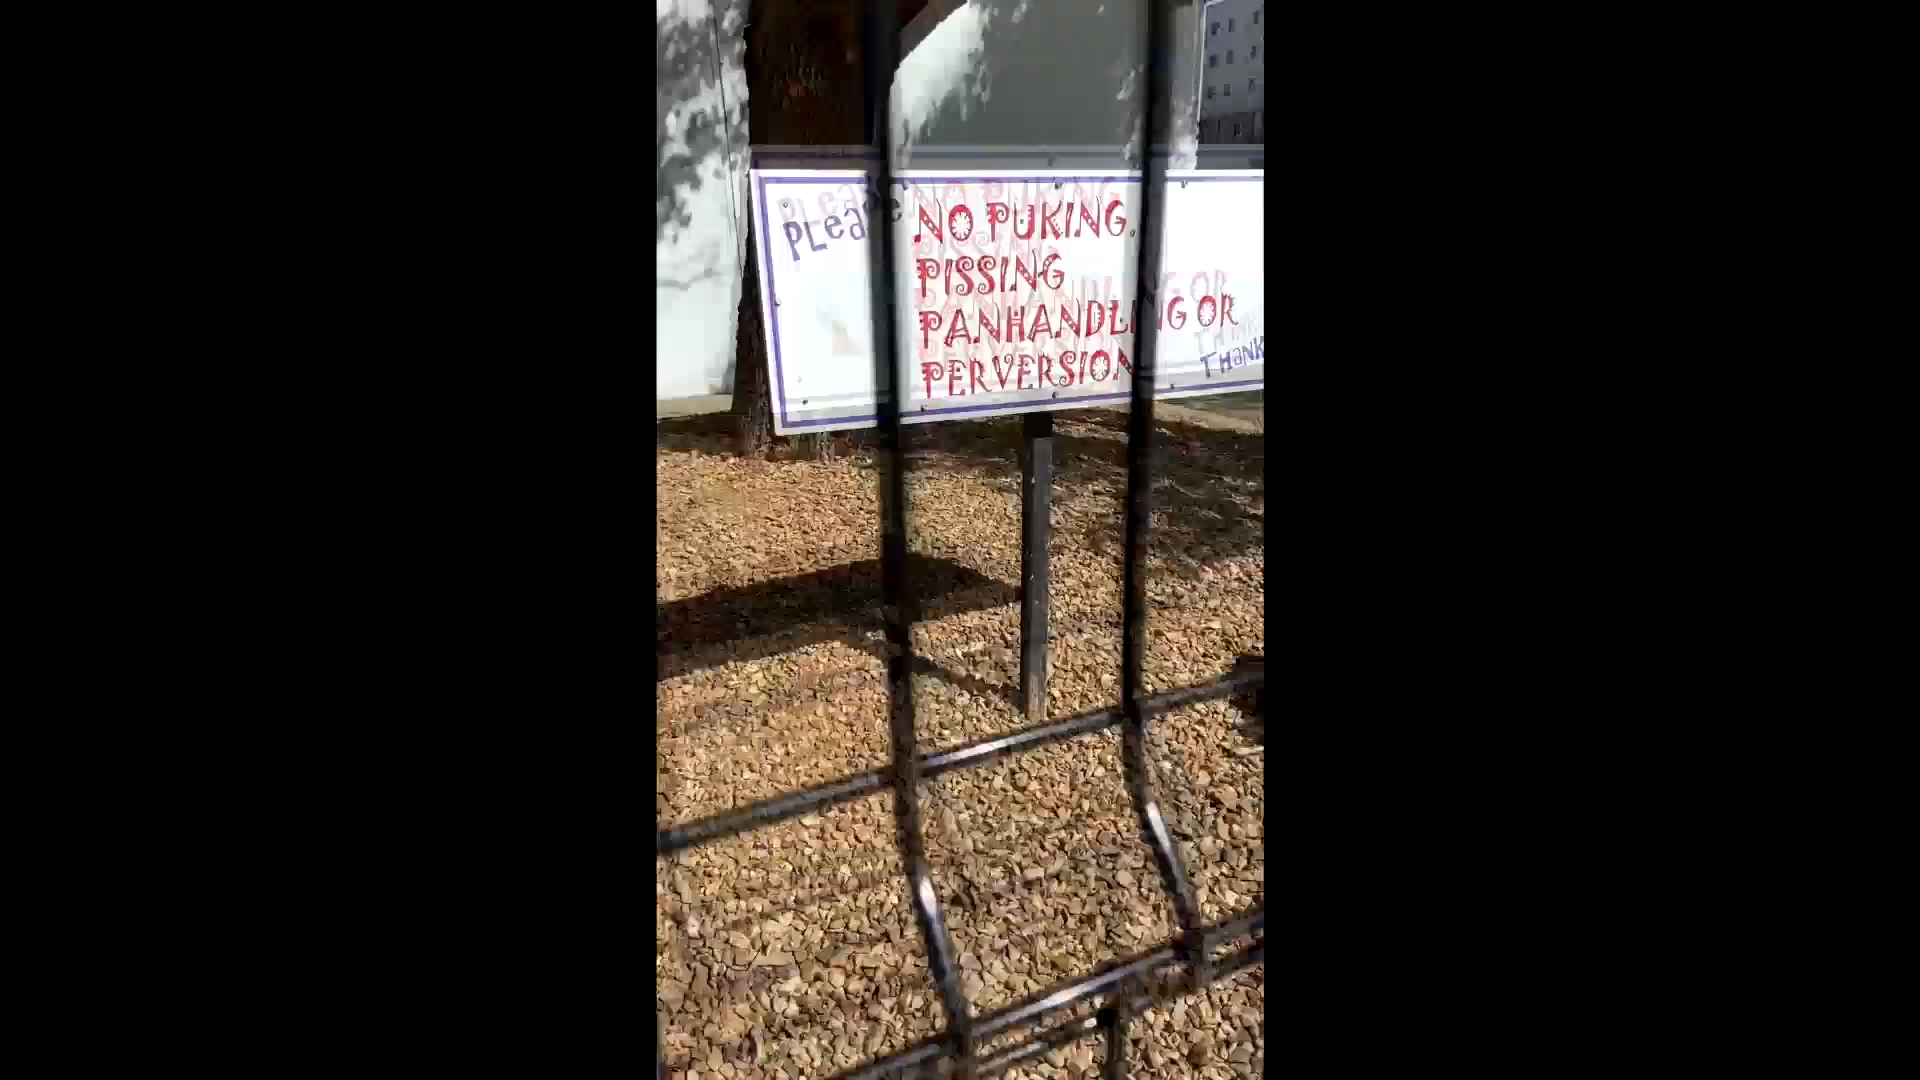 PLease
NO PUKING,
PISSING
PANHANDLING OR
PERVERSION
THANK